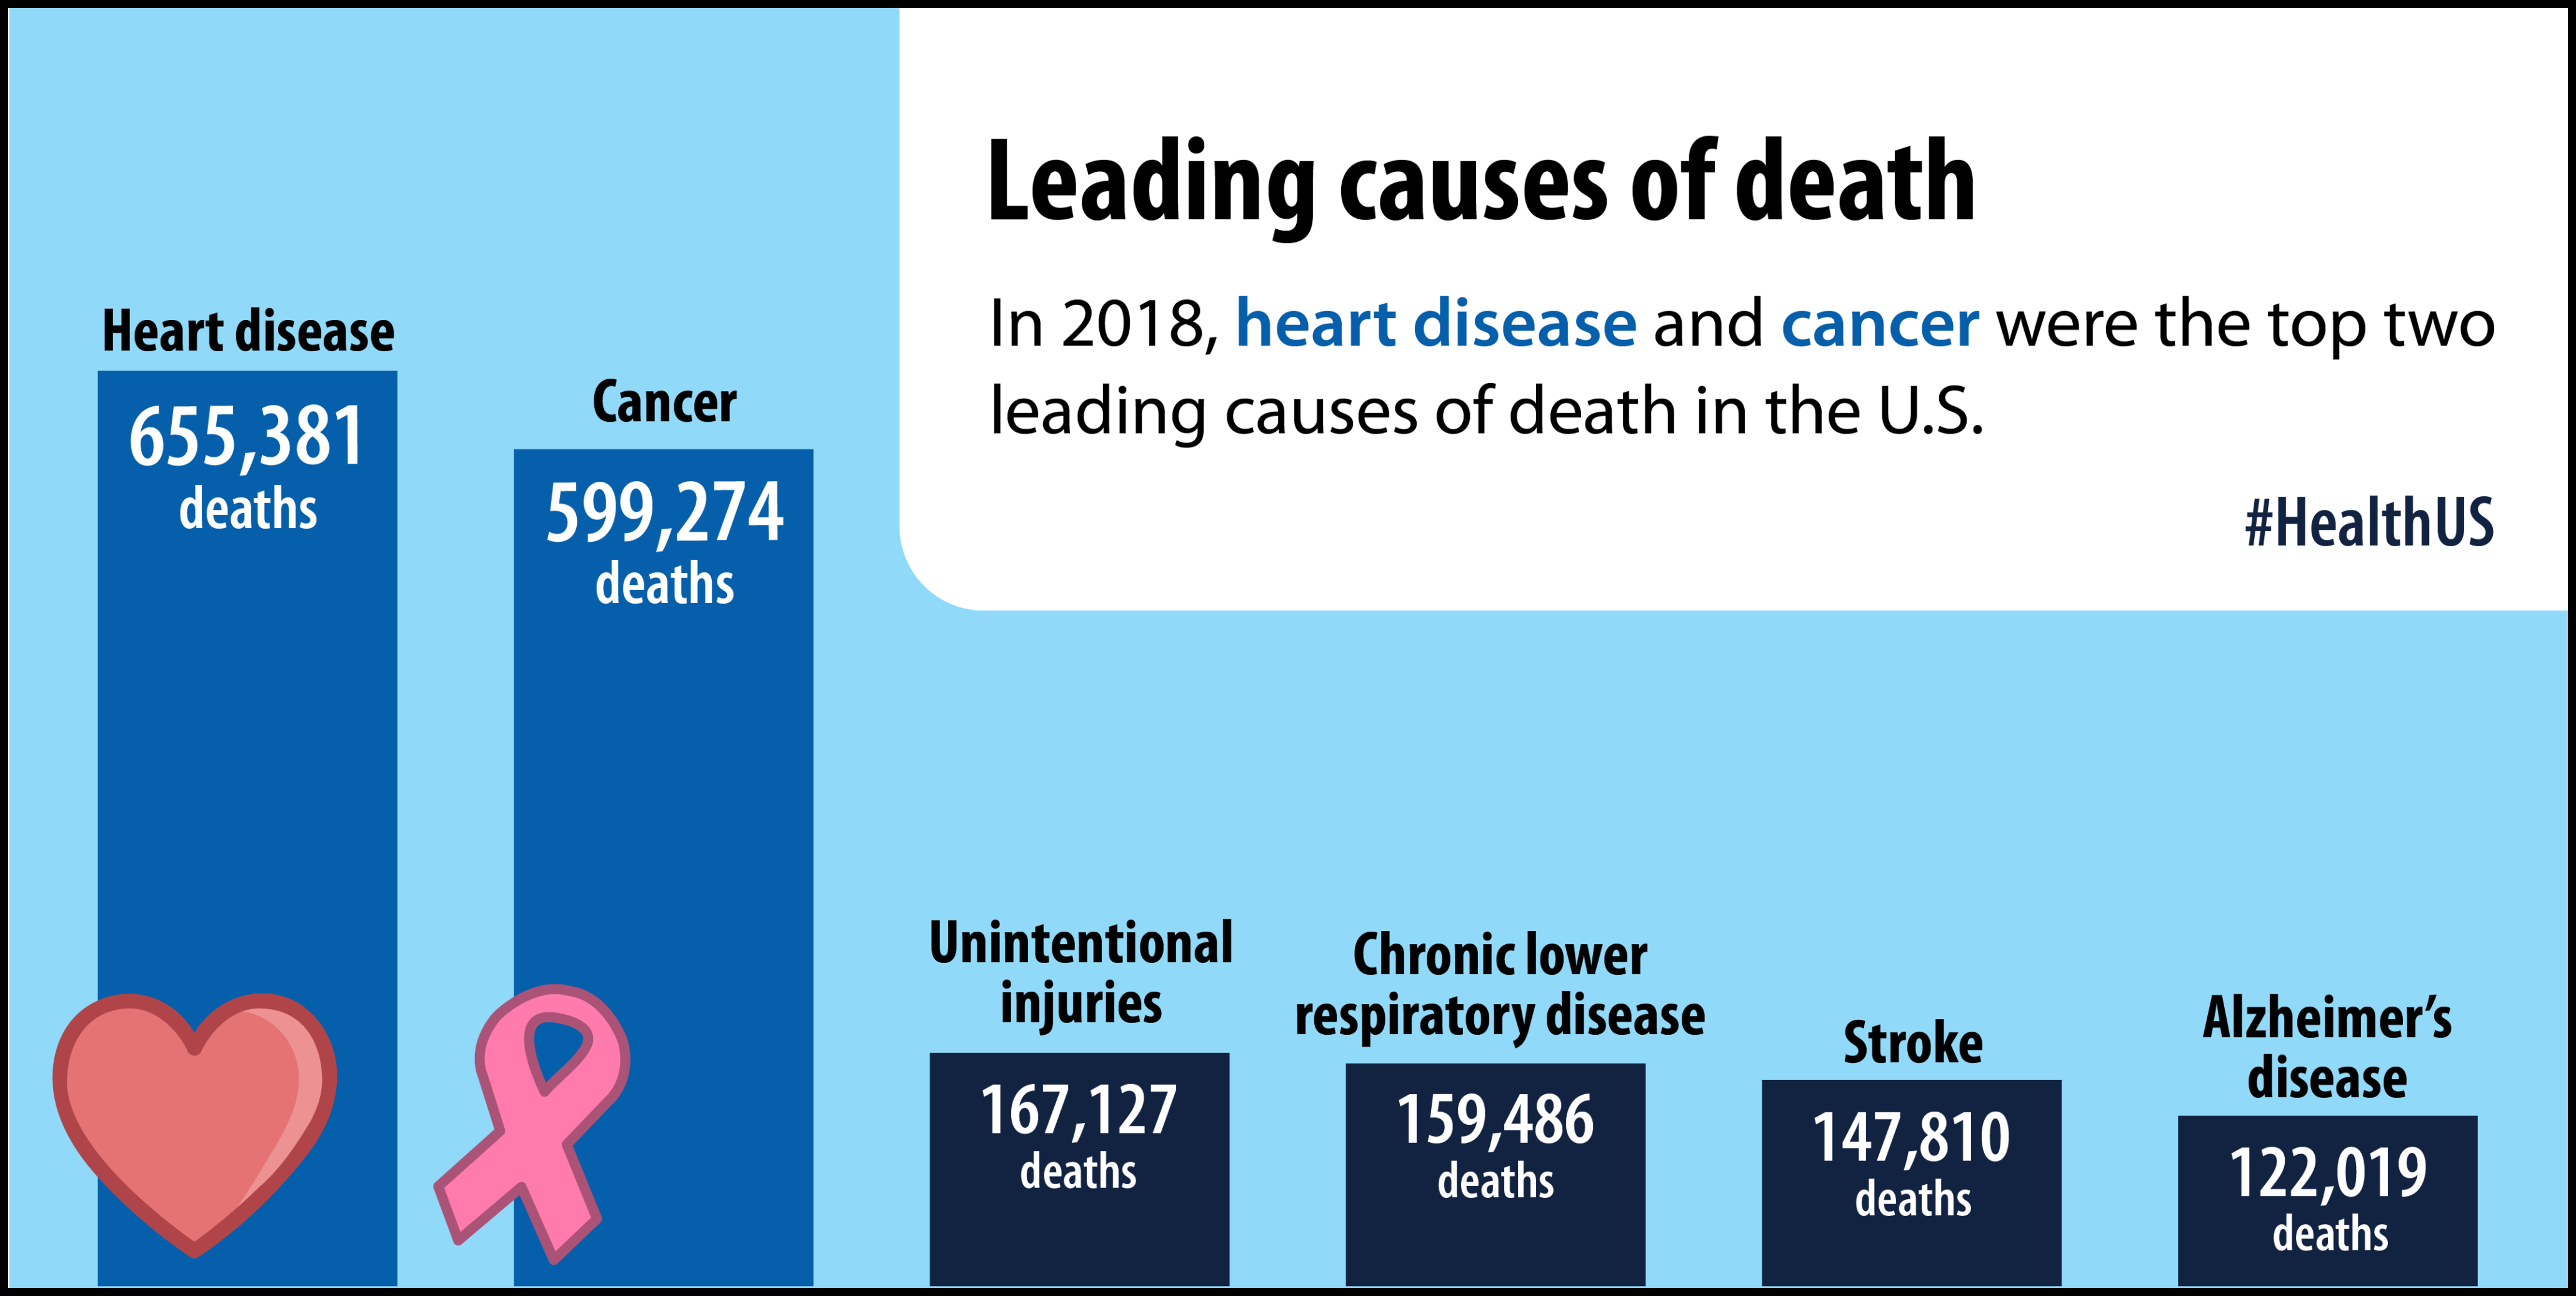 Leading causes of death
In 2018, heart disease and cancer were the top two
leading causes of death in the U.S.
#HealthUS
Heart disease
655,381
deaths
Cancer
599,274
deaths
Unintentional
injuries
167,127
deaths
Chronic lower
respiratory disease
159,486
deaths
Stroke
147,810
deaths
Alzheimer’s
disease
122,019
deaths